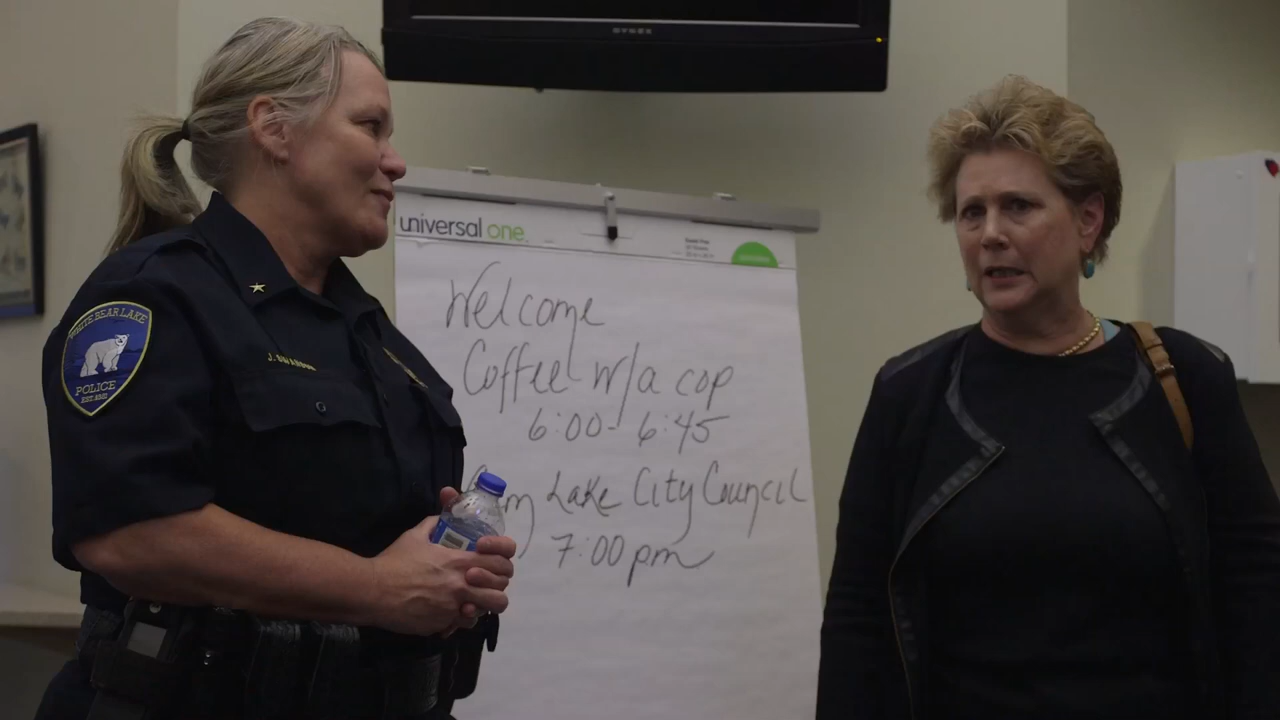 DYNEX
universal one.
Welcome
Coffee w/a cop
6:00-6:45
Lake City Council
7:00 pm
WHITE BEAR LAKE
POLICE